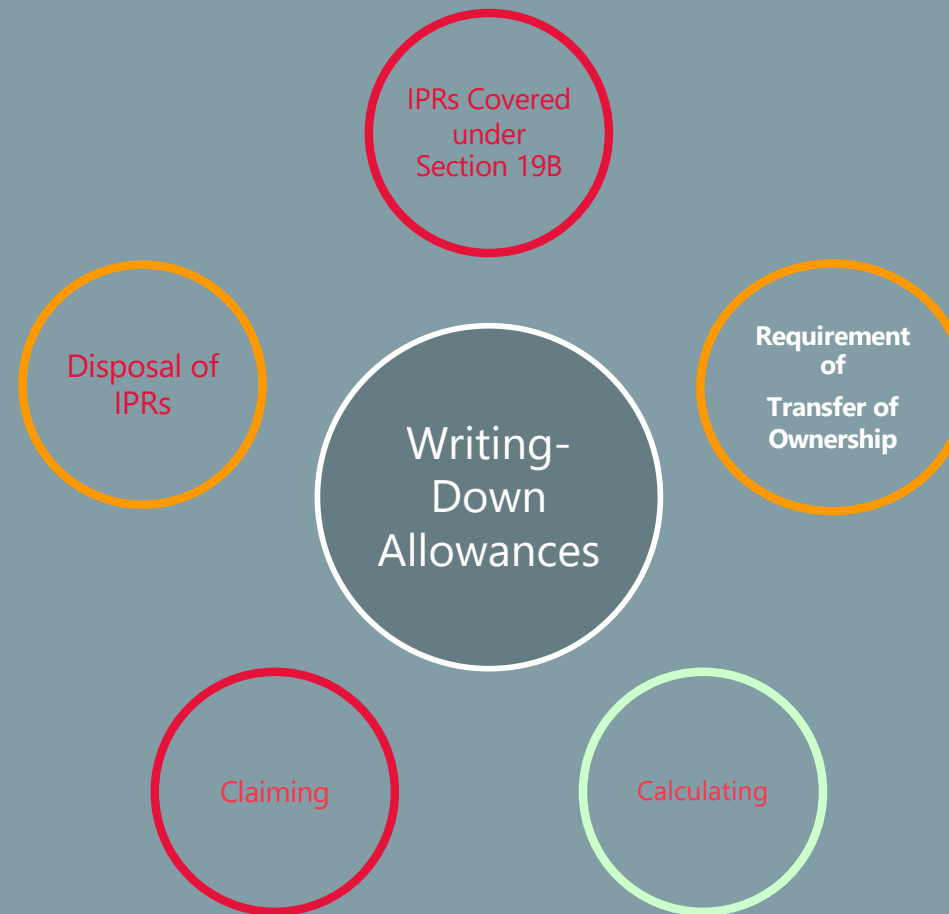 IPRs Covered
under
Section 19B
Requirement
of
Transfer of
Ownership
Disposal of
IPRs
Writing-
Down
Allowances
Claiming
Calculating